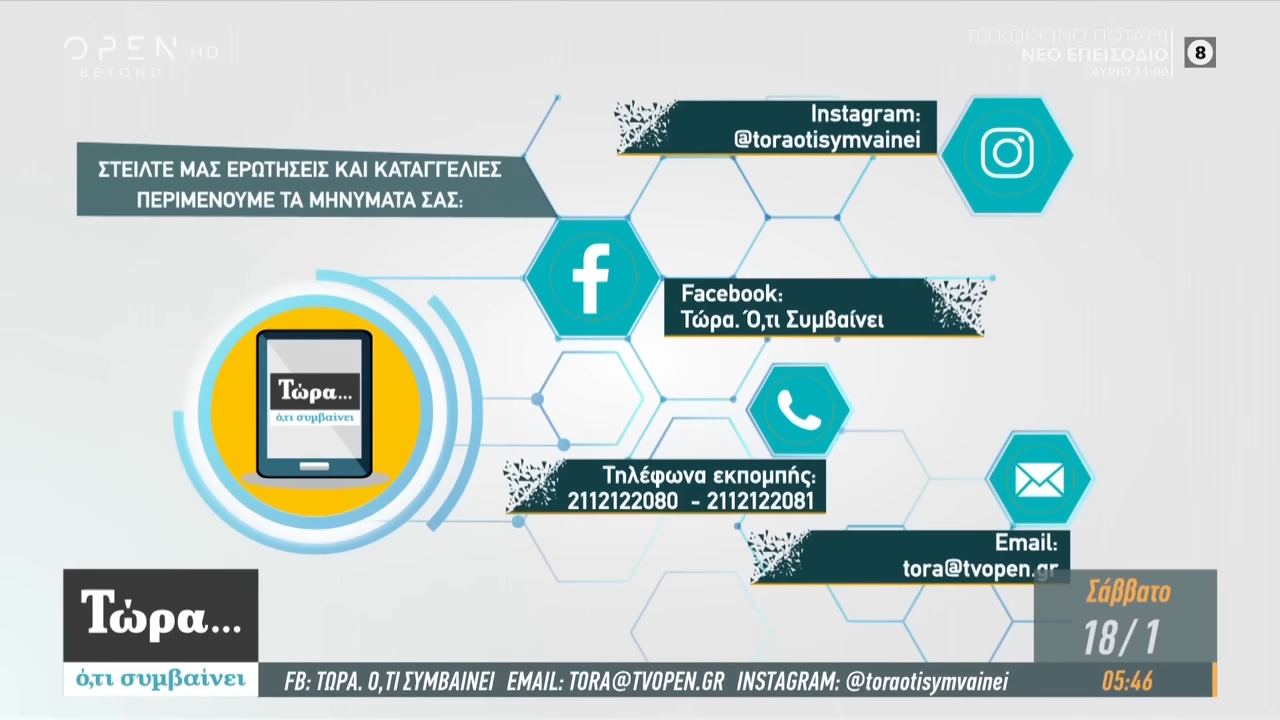 OPEN HD
BEYOND
ΤΟ ΚΟΚΚΙΝΟ ΠΟΤΑΜΙ
ΝΕΟ ΕΠΕΙΣΟΔΙΟ
ΑΥΡΙΟ 21:00
8
Instagram:
@toraotisymvainei
ΣΤΕΙΛΤΕ ΜΑΣ ΕΡΩΤΗΣΕΙΣ ΚΑΙ ΚΑΤΑΓΓΕΛΙΕΣ
ΠΕΡΙΜΕΝΟΥΜΕ ΤΑ ΜΗΝΥΜΑΤΑ ΣΑΣ:
Facebook:
Τώρα. Ό,τι Συμβαίνει
Τώρα...
ό,τι συμβαίνει
Τηλέφωνα εκπομπής:
2112122080 - 2112122081
Email:
tora@tvopen.gr
Τώρα...
ό,τι συμβαίνει
Σάββατο
18/1
05:46
FB: ΤΩΡΑ. Ο,ΤΙ ΣΥΜΒΑΙΝΕΙ EMAIL: TORA@TVOPEN.GR INSTAGRAM: @toraotisymvainei